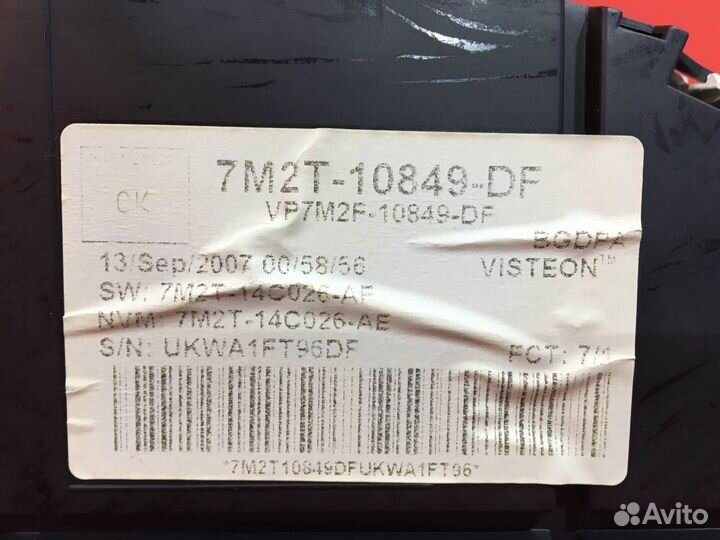 7M2T-10849-DF
VP7M2F-10849-DF
OK
BGDPA
13/Sep/2007 00/58/56
VISTEON™
SW: 7M2T-14C026-AF
NVM: 7M2T-14C026-AE
S/N: UKWA1FT96DF
FCT: 7/1
*7M2T10849DFUKWA1FT96*
Avito